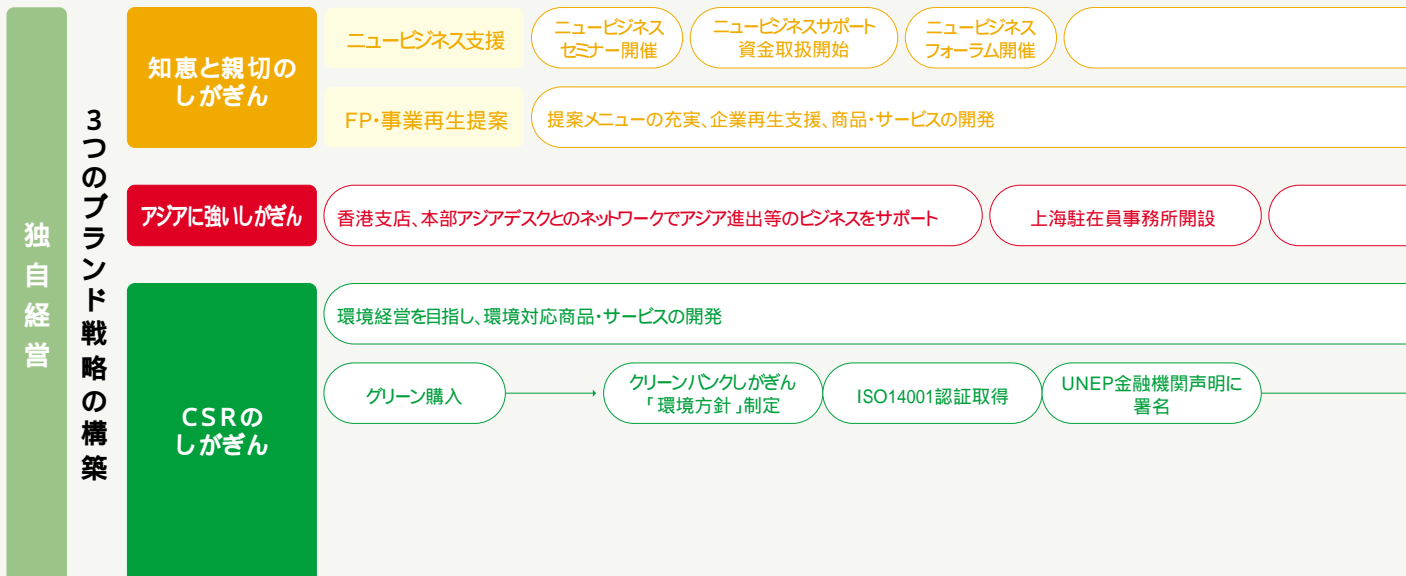 独自経営
3つのブランド戦略の構築
知恵と親切の
しがぎん
ニュービジネス支援
ニュービジネス
セミナー開催
ニュービジネスサポート
資金取扱開始
ニュービジネス
フォーラム開催
FP・事業再生提案
提案メニューの充実、企業再生支援、商品・サービスの開発
アジアに強いしがぎん
香港支店、本部アジアデスクとのネットワークでアジア進出等のビジネスをサポート
上海駐在員事務所開設
CSRの
しがぎん
環境経営を目指し、環境対応商品・サービスの開発
グリーン購入
クリーンバンクしがぎん
「環境方針」制定
ISO14001認証取得
UNEP金融機関声明に
署名